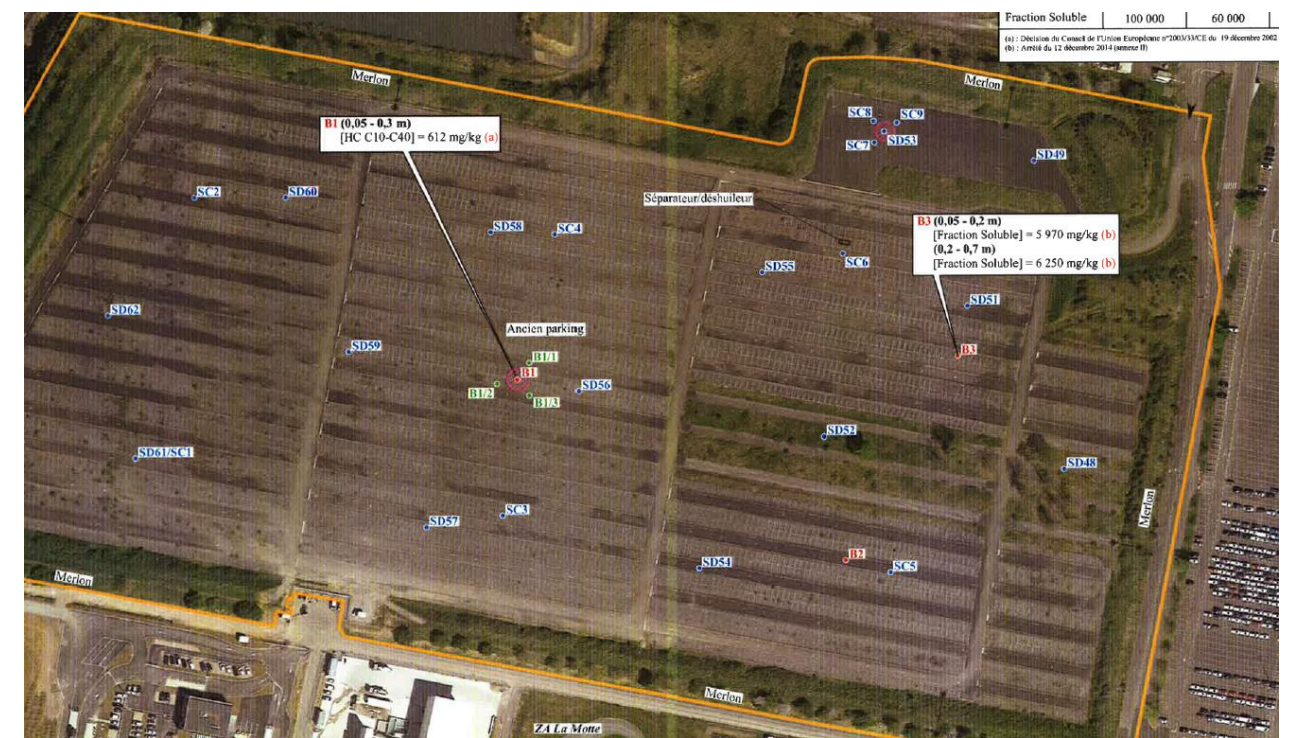 Fraction Soluble 100 000 60 000
(a) : Décision du Conseil de l'Union Européenne n°2003/33/CE du 19 décembre 2002
(b) : Arrêté du 12 décembre 2014 (annexe II)
Merlon
Merlon
SC8
SC9
B1 (0,05 - 0,3 m)
[HC C10-C40] = 612 mg/kg (a)
SC7
SD53
SD49
SC2
SD60
Séparateur/déshuileur
SD58
SC4
B3 (0,05 - 0,2 m)
[Fraction Soluble] = 5 970 mg/kg (b)
(0,2 - 0,7 m)
[Fraction Soluble] = 6 250 mg/kg (b)
SC6
SD55
SD51
SD62
Ancien parking
SD59
B1/1
B3
B1
B1/2
SD56
B1/3
SD52
SD61/SC1
SD48
Merlon
SC3
SD57
B2
SD54
SC5
Merlon
Merlon
ZA La Motte